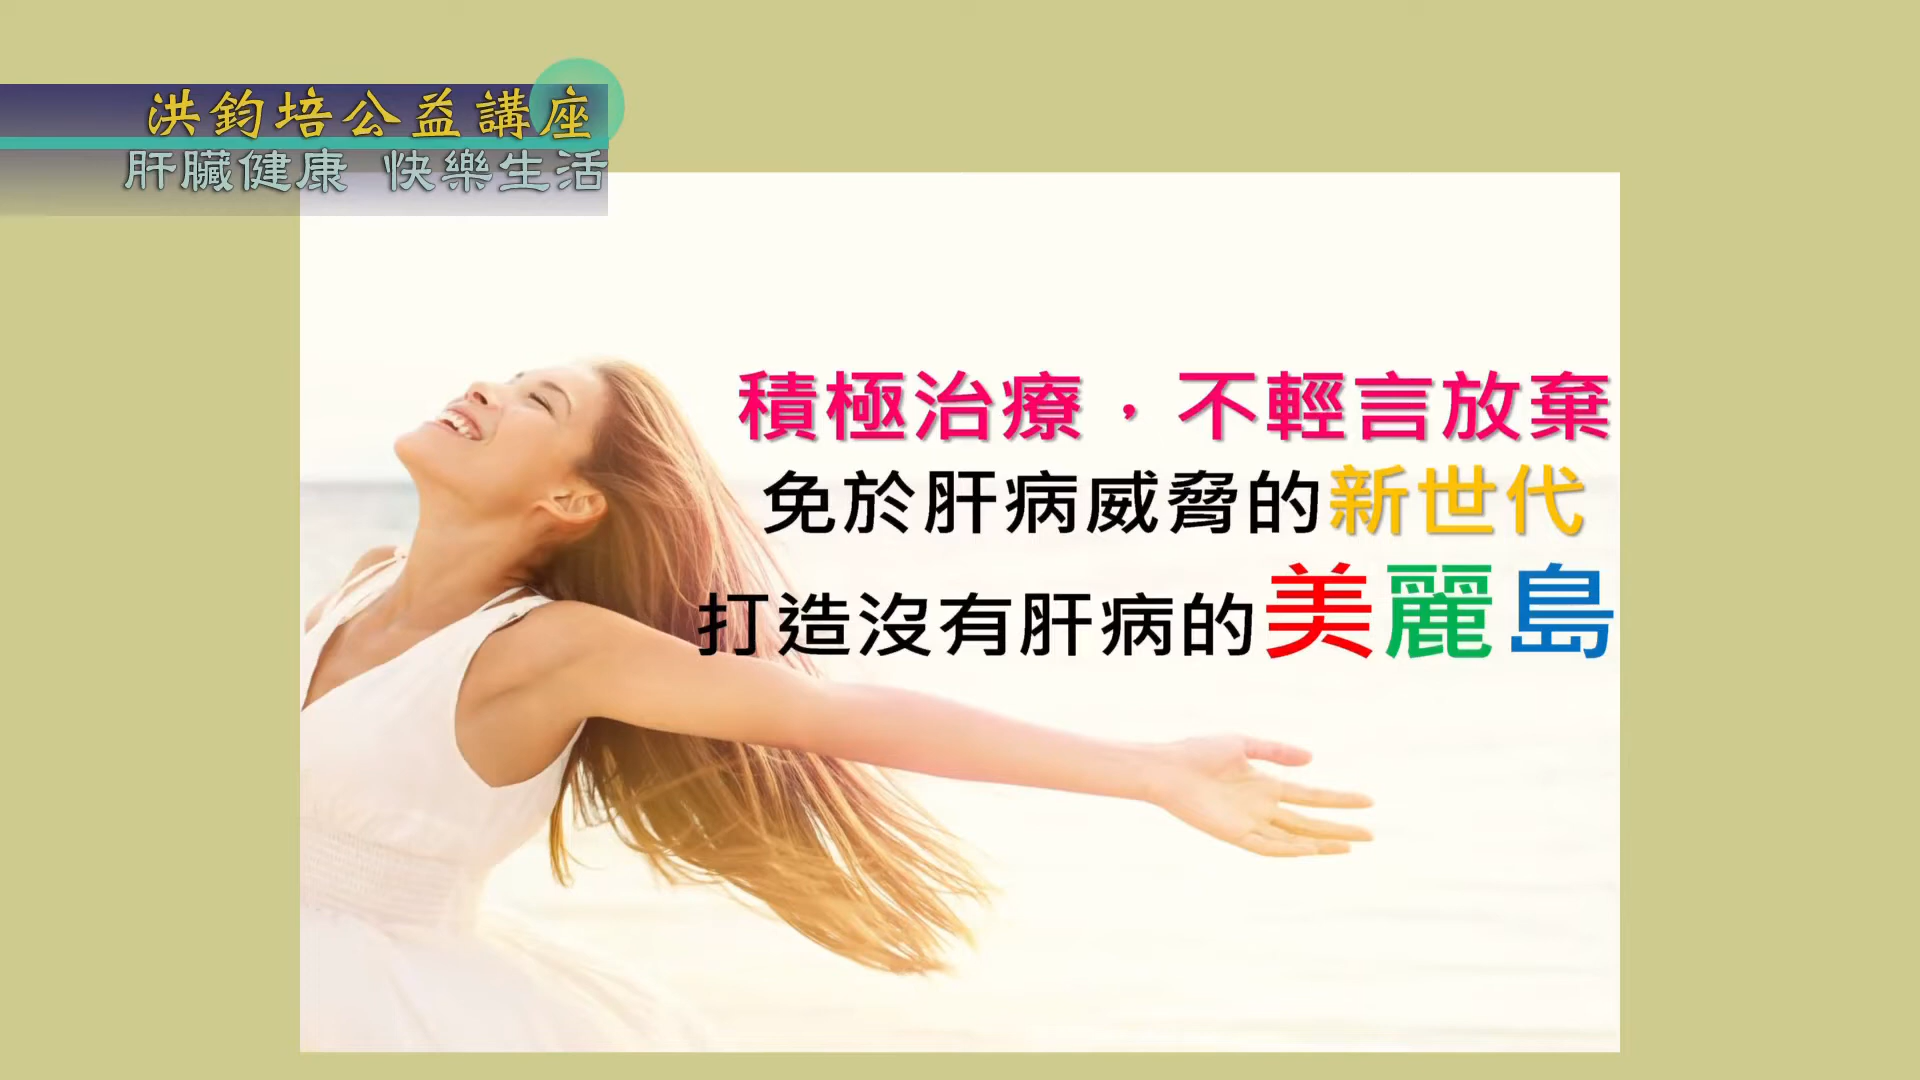 洪鈞培公益講座
肝臟健康 快樂生活
積極治療，不輕言放棄
免於肝病威脅的新世代
打造沒有肝病的美麗島